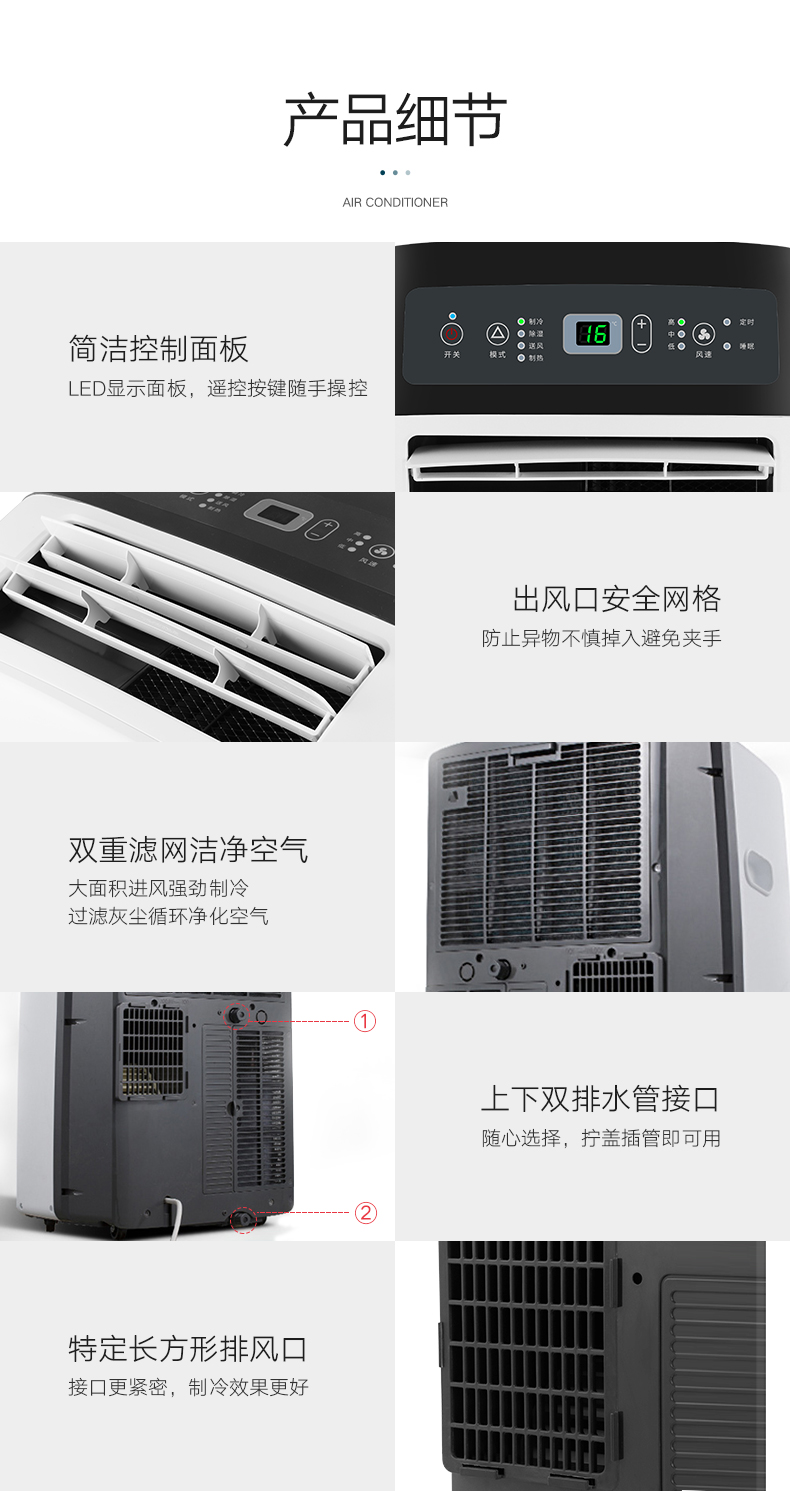 产品细节
AIR CONDITIONER
简洁控制面板
LED显示面板，遥控按键随手操控
开关
模式
制冷
除湿
送风
制热
16
+
−
高
中
低
风速
定时
睡眠
+
−
风速
出风口安全网格
防止异物不慎掉入避免夹手
双重滤网洁净空气
大面积进风强劲制冷
过滤灰尘循环净化空气
①
②
上下双排水管接口
随心选择，拧盖插管即可用
特定长方形排风口
接口更紧密，制冷效果更好